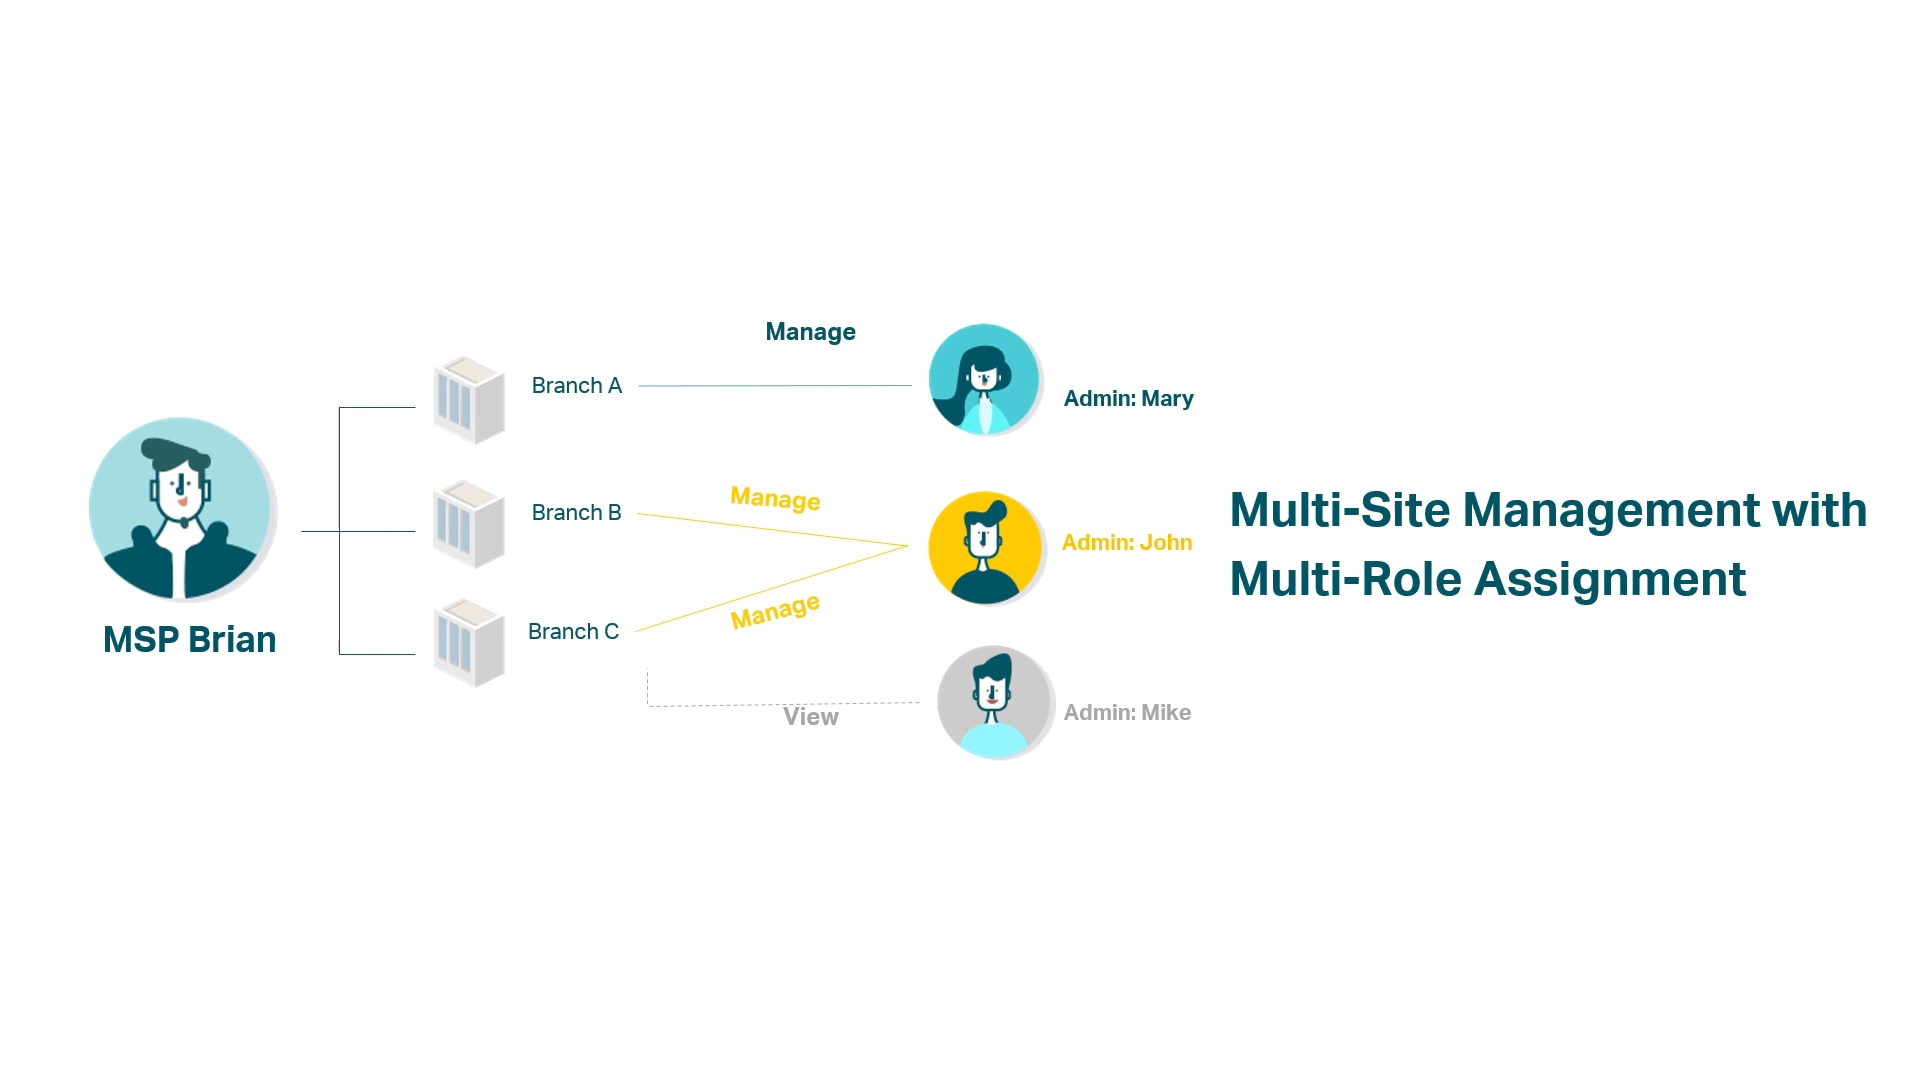 MSP Brian
Branch A
Branch B
Branch C
Manage
Manage
Manage
View
Admin: Mary
Admin: John
Admin: Mike
Multi-Site Management with
Multi-Role Assignment